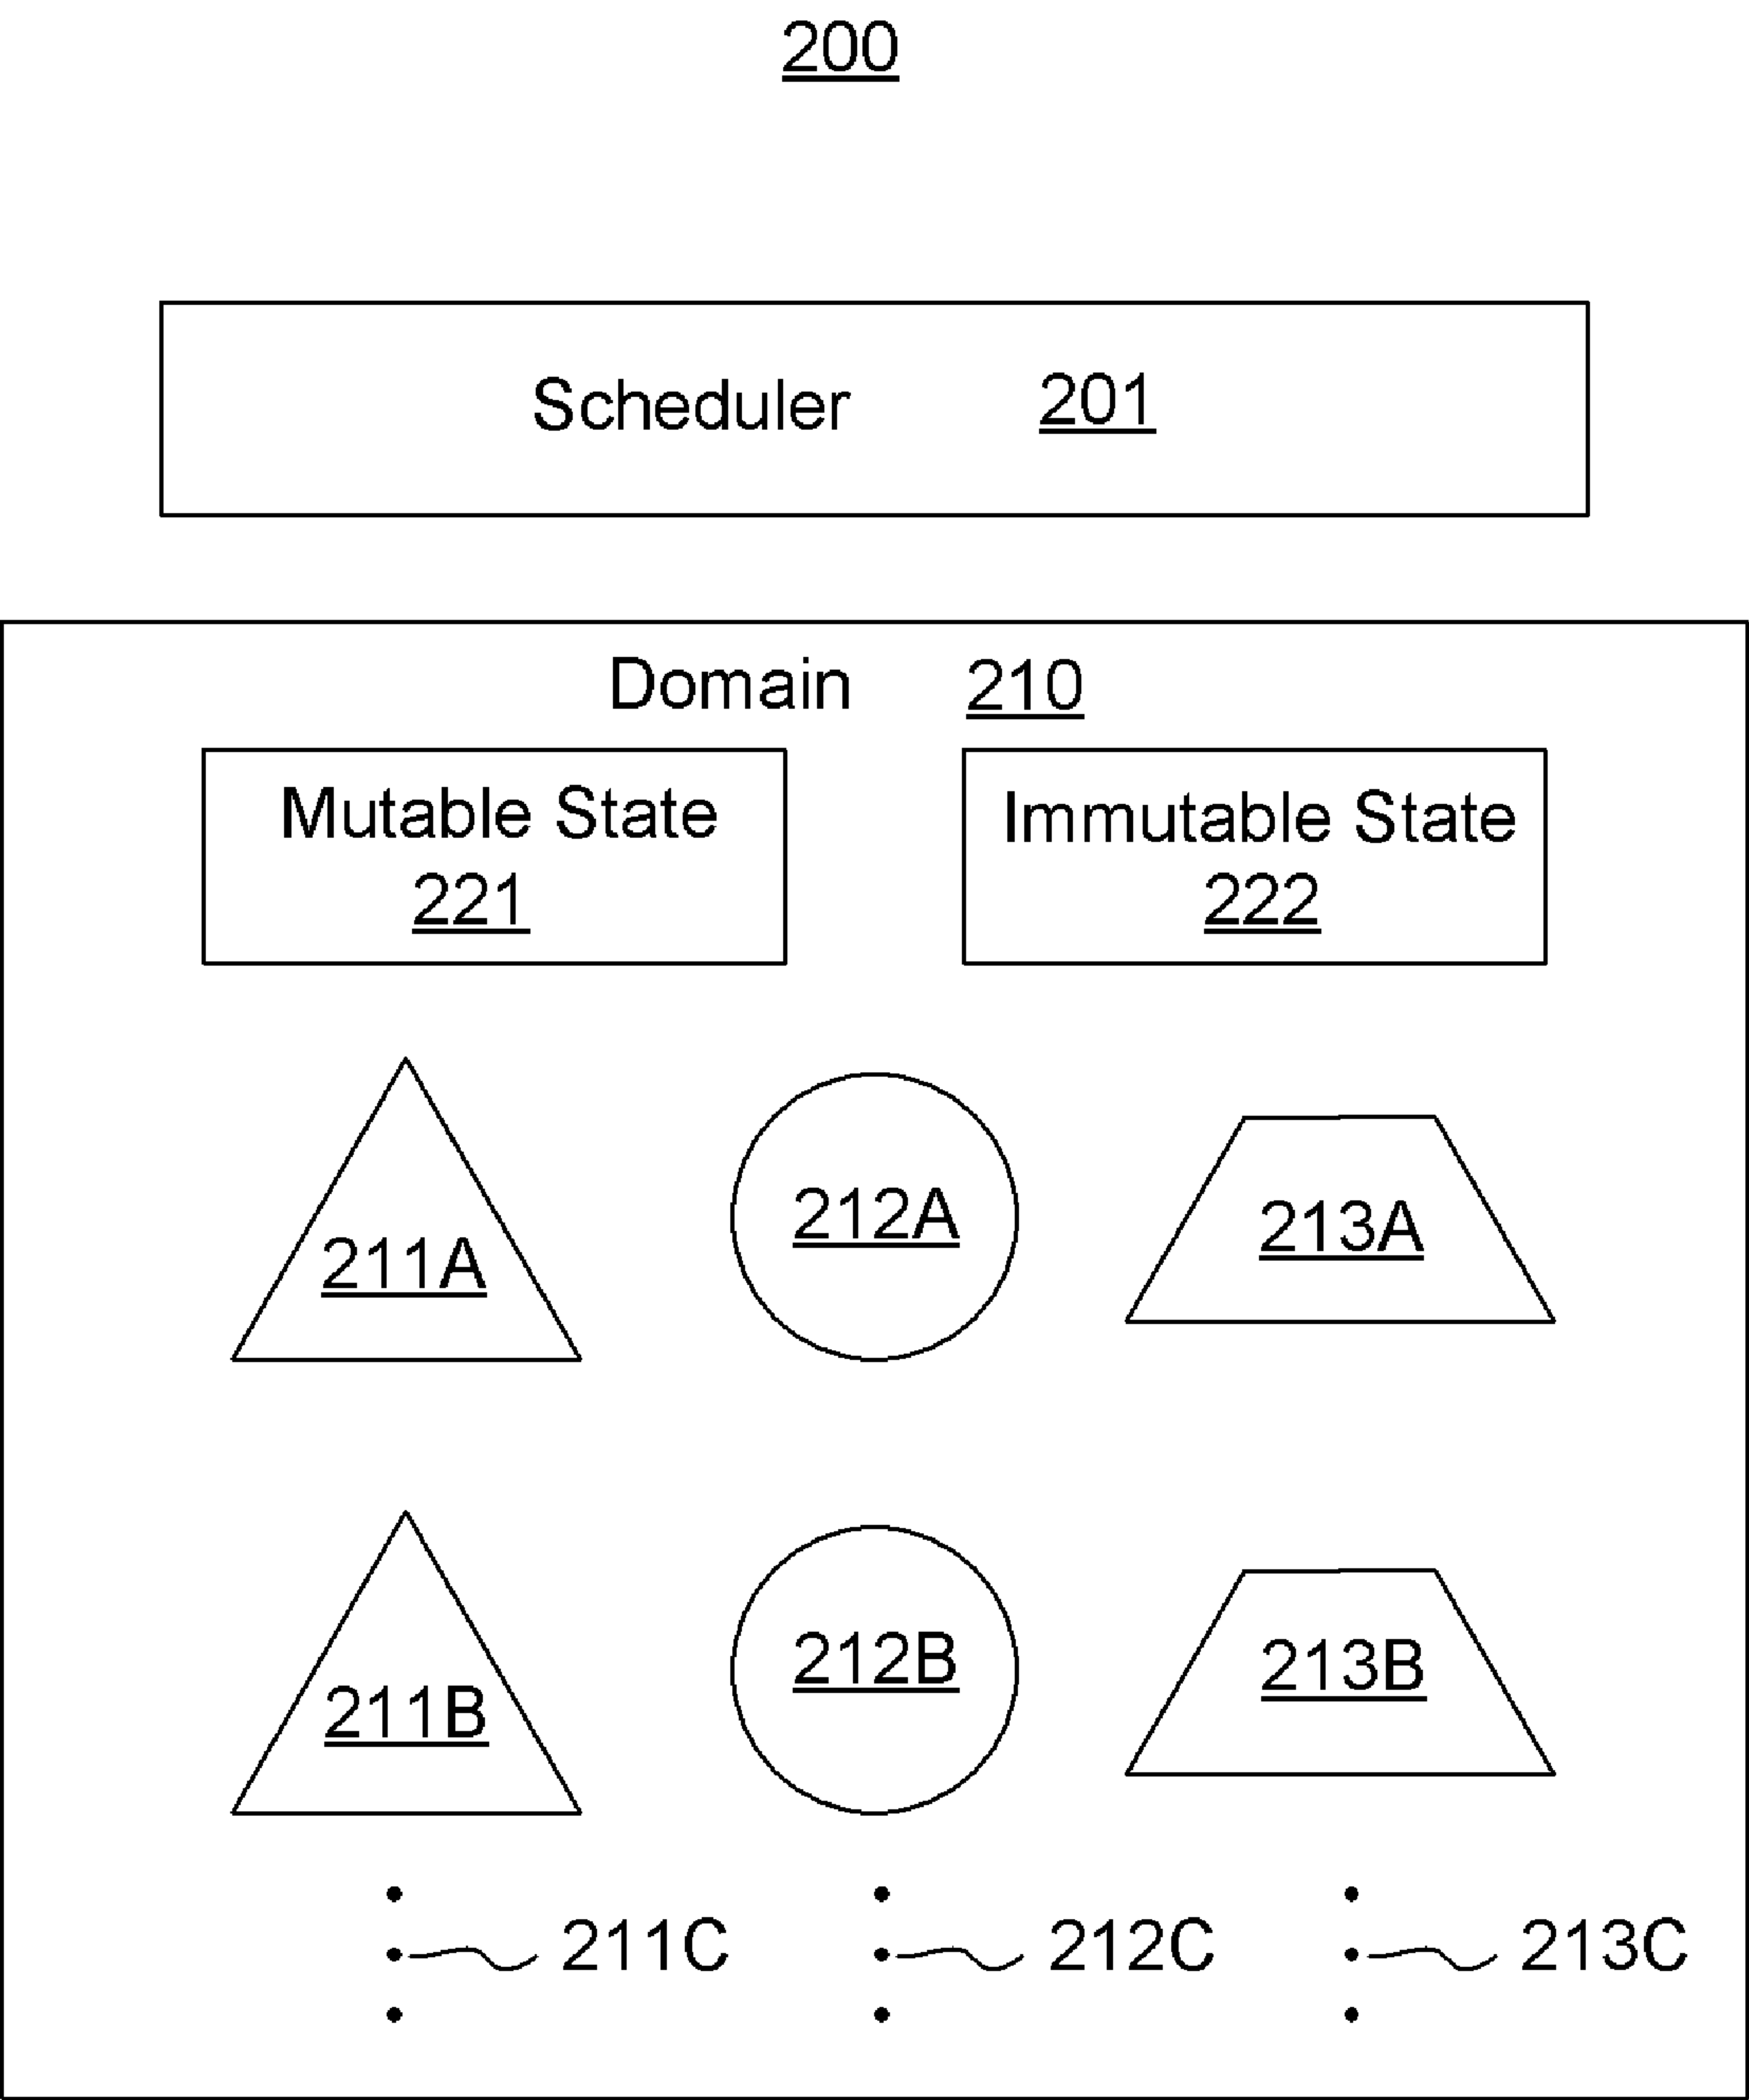 200
Scheduler 201
Domain 210
Mutable State Immutable State
221 222
211A 212A 213A
211B 212B 213B
211C 212C 213C